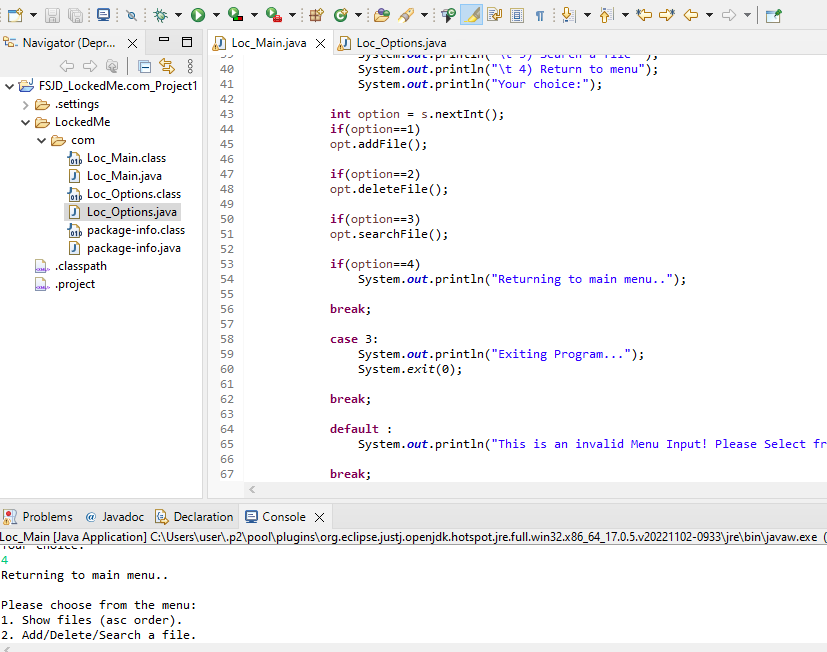 Navigator (Depr...
FSJD_LockedMe.com_Project1
.settings
LockedMe
com
Loc_Main.class
Loc_Main.java
Loc_Options.class
Loc_Options.java
package-info.class
package-info.java
.classpath
.project
Loc_Main.java
Loc_Options.java
39 System.out.println("\t 3) Search a file ");
40 System.out.println("\t 4) Return to menu");
41 System.out.println("Your choice:");
42
43 int option = s.nextInt();
44 if(option==1)
45 opt.addFile();
46
47 if(option==2)
48 opt.deleteFile();
49
50 if(option==3)
51 opt.searchFile();
52
53 if(option==4)
54 System.out.println("Returning to main menu..");
55
56 break;
57
58 case 3:
59 System.out.println("Exiting Program...");
60 System.exit(0);
61
62 break;
63
64 default :
65 System.out.println("This is an invalid Menu Input! Please Select fr
66
67 break;
Problems @ Javadoc Declaration Console
Loc_Main [Java Application] C:\Users\user\.p2\pool\plugins\org.eclipse.justj.openjdk.hotspot.jre.full.win32.x86_64_17.0.5.v20221102-0933\jre\bin\javaw.exe (
Your choice:
4
Returning to main menu..
Please choose from the menu:
1. Show files (asc order).
2. Add/Delete/Search a file.